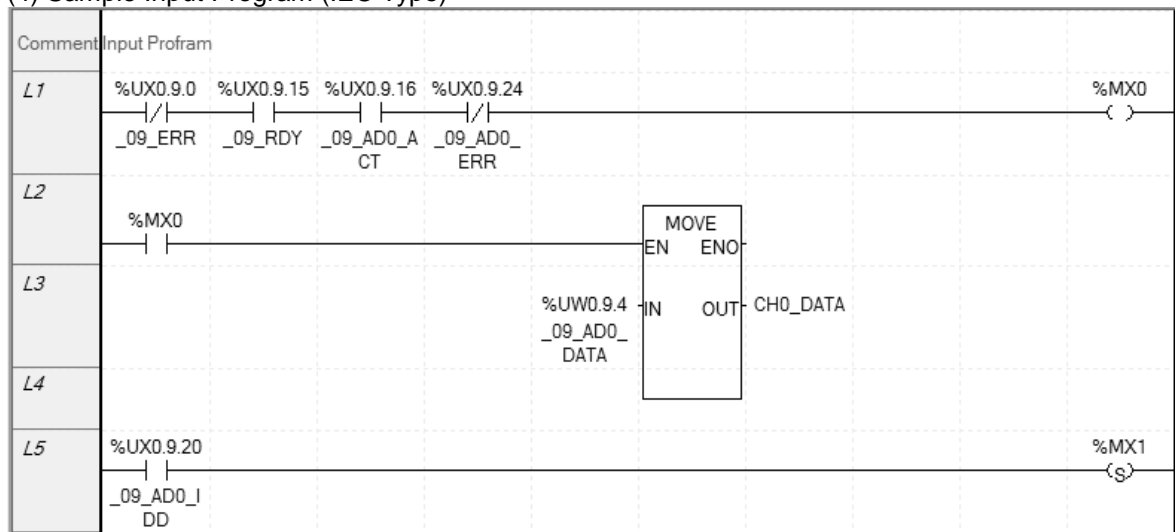 (1) Sample Input Program (IEC Type)
Comment Input Profram
L1
%UX0.9.0 %UX0.9.15 %UX0.9.16 %UX0.9.24 %MX0
_09_ERR _09_RDY _09_AD0_A _09_AD0_
CT ERR
L2
%MX0 MOVE
EN ENO
L3
%UW0.9.4 IN OUT CH0_DATA
_09_AD0_
DATA
L4
L5
%UX0.9.20 %MX1
S
_09_AD0_I
DD